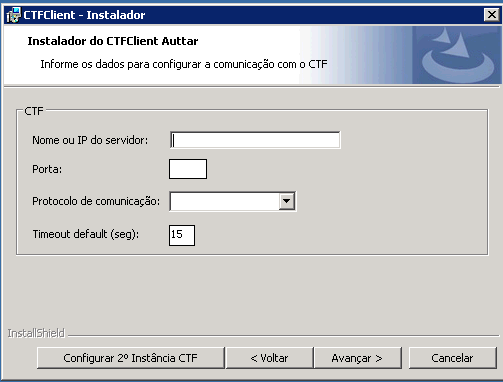 CTFClient - Instalador
Instalador do CTFClient Auttar
Informe os dados para configurar a comunicação com o CTF
CTF
Nome ou IP do servidor:
Porta:
Protocolo de comunicação:
Timeout default (seg): 15
InstallShield
Configurar 2º Instância CTF < Voltar Avançar > Cancelar